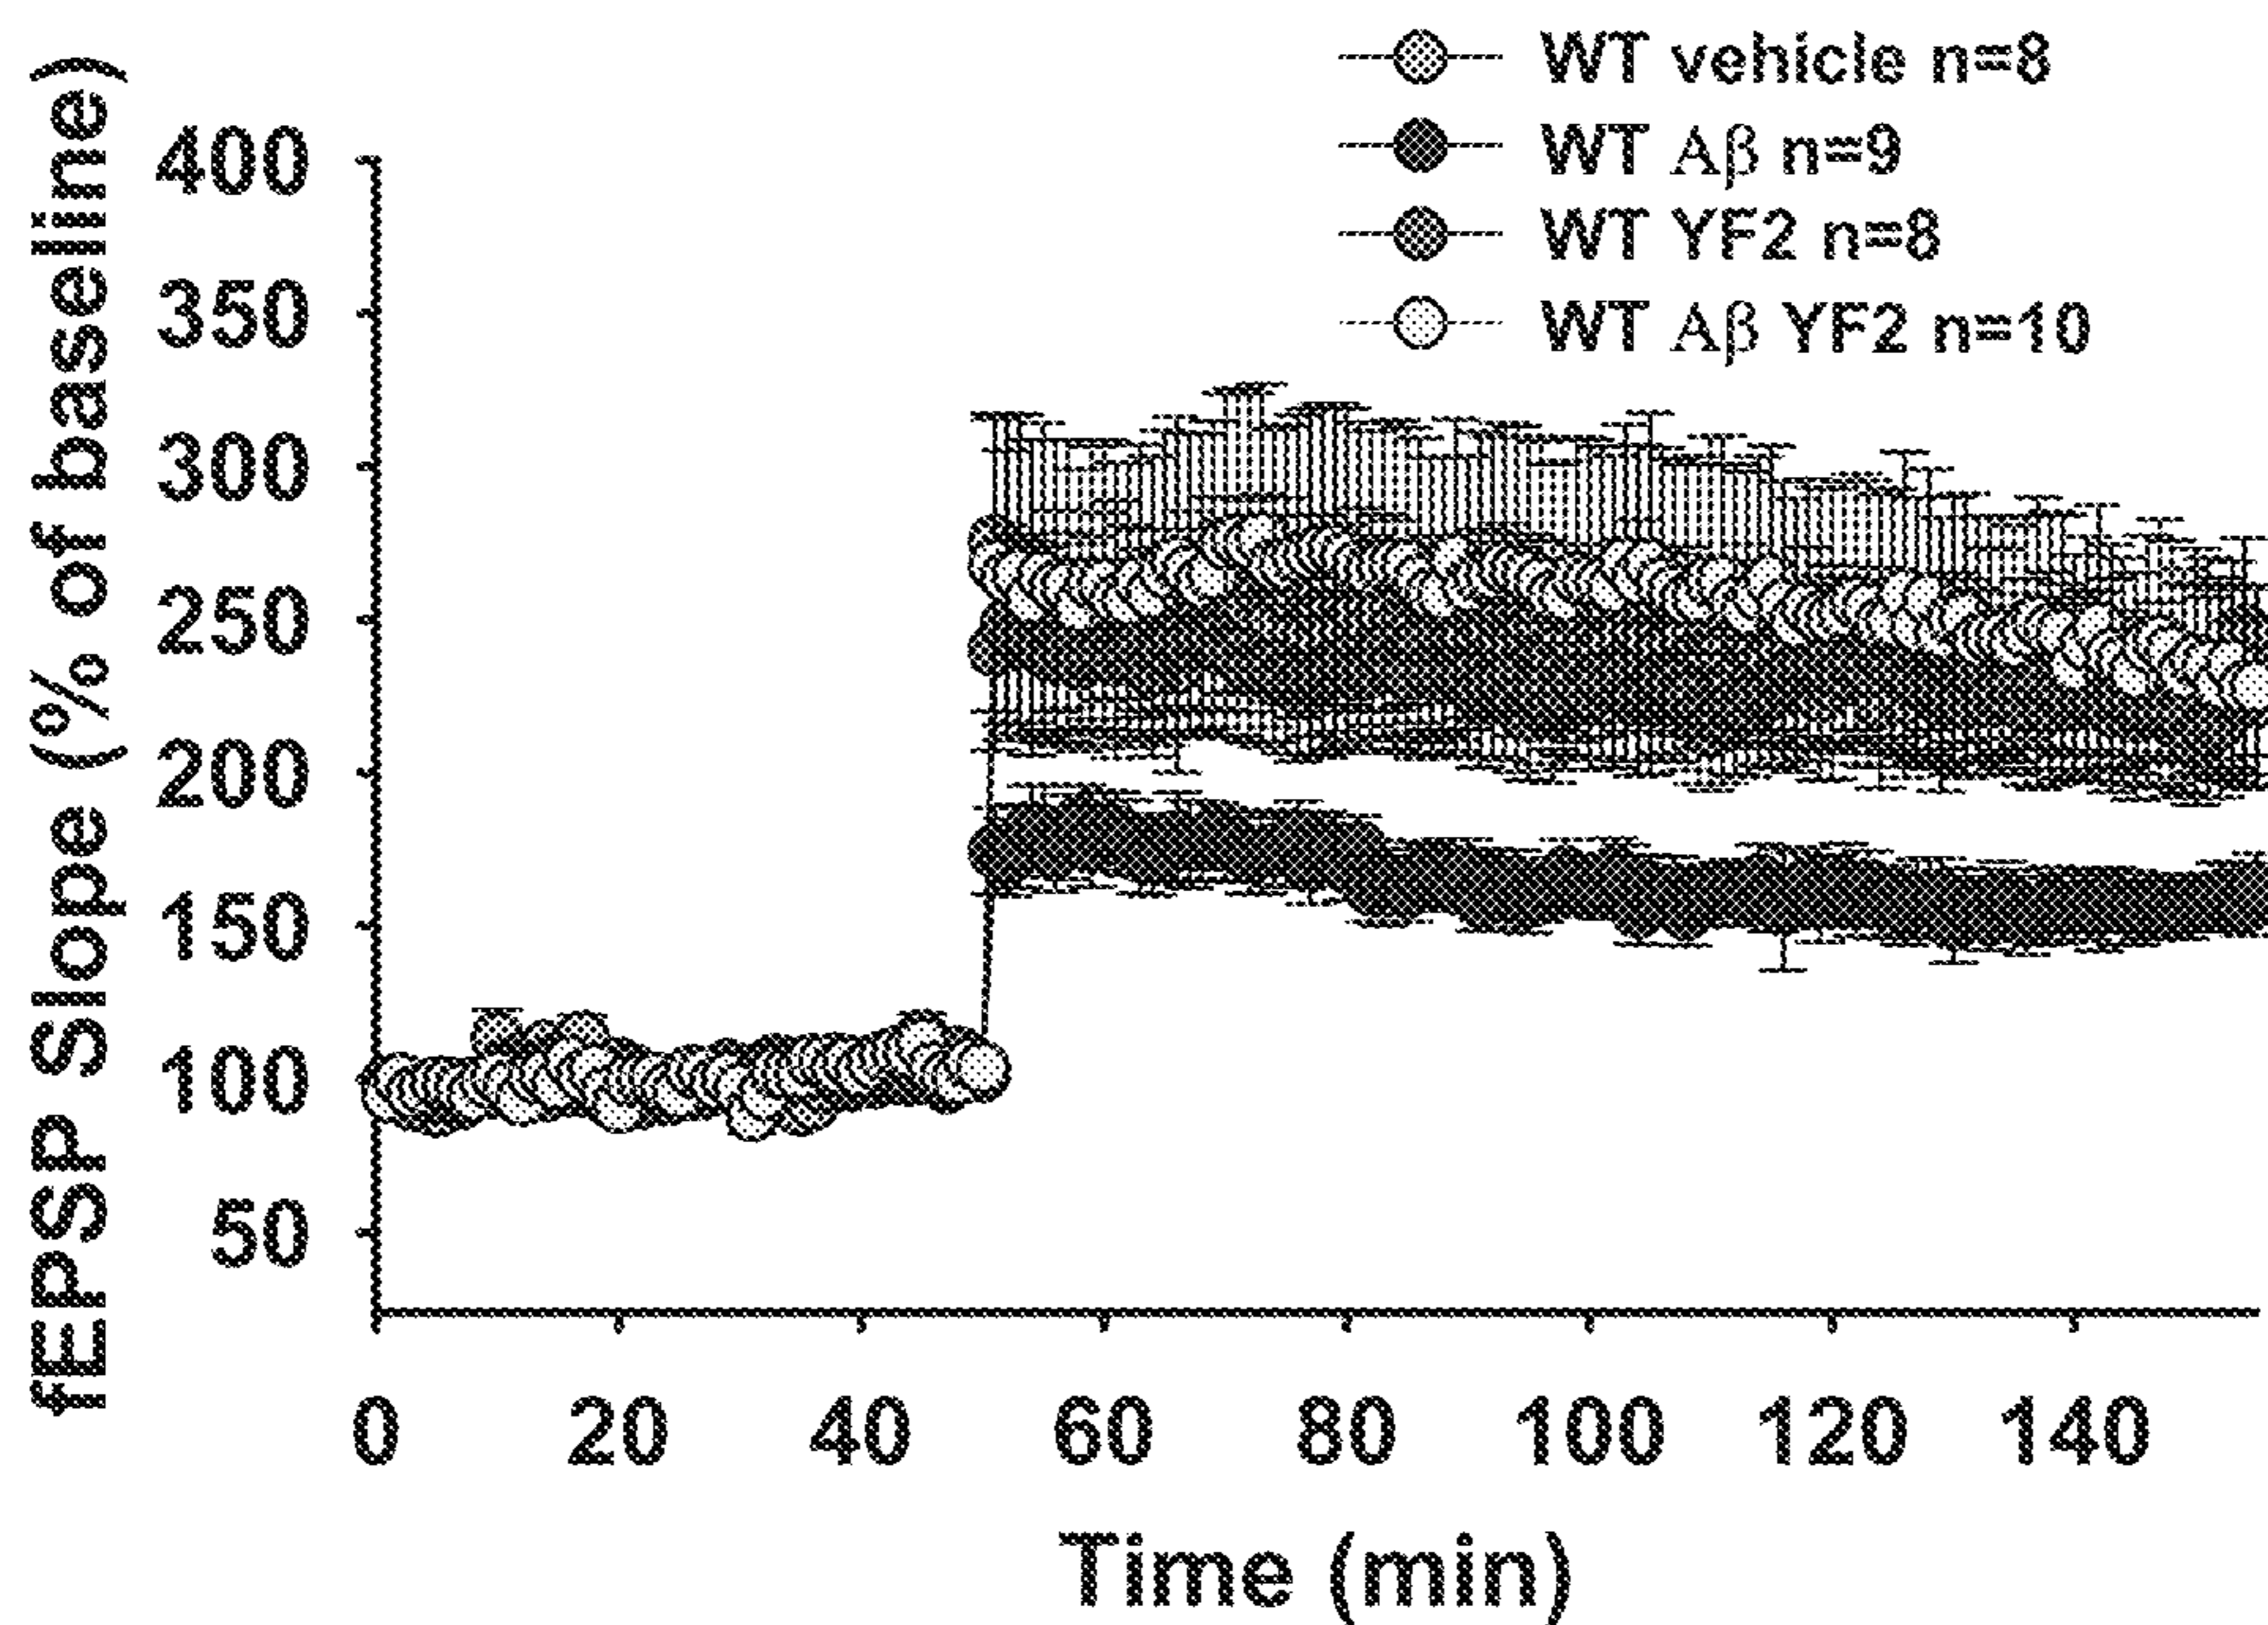 WT vehicle n=8
WT Aβ n=9
WT YF2 n=8
WT Aβ YF2 n=10
fEPSP Slope (% of baseline)
400
350
300
250
200
150
100
50
0 20 40 60 80 100 120 140
Time (min)